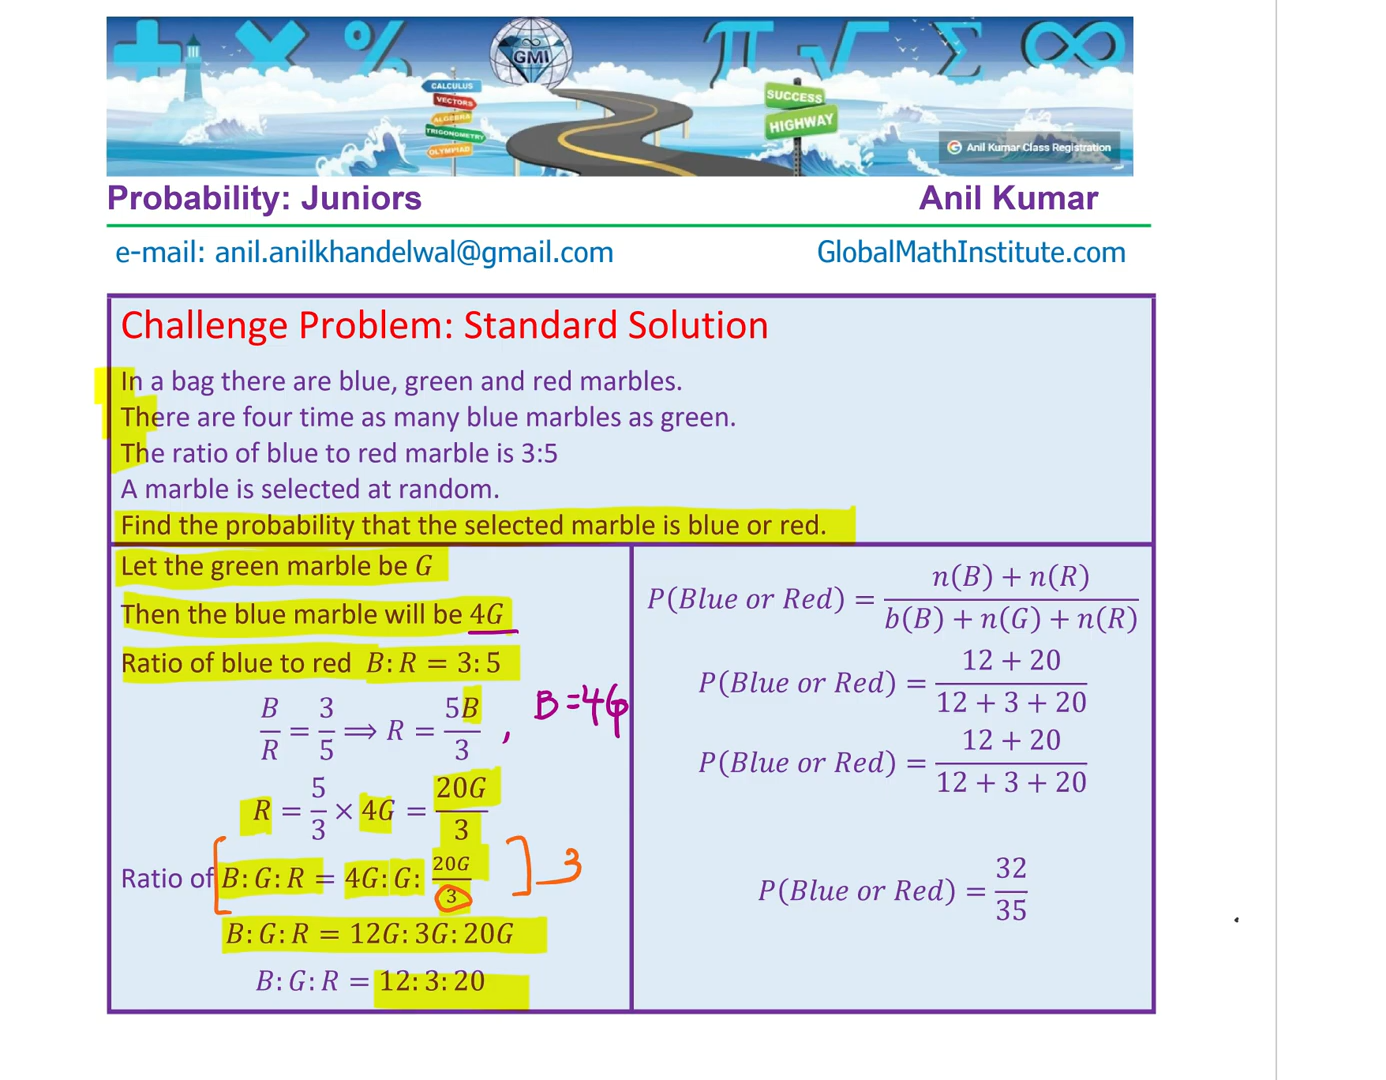 GMI
CALCULUS
VECTORS
ALGEBRA
TRIGONOMETRY
OLYMPIAD
SUCCESS
HIGHWAY
Anil Kumar Class Registration
Probability: Juniors
Anil Kumar
e-mail: anil.anilkhandelwal@gmail.com
GlobalMathInstitute.com
Challenge Problem: Standard Solution
In a bag there are blue, green and red marbles.
There are four time as many blue marbles as green.
The ratio of blue to red marble is 3:5
A marble is selected at random.
Find the probability that the selected marble is blue or red.
Let the green marble be G
Then the blue marble will be 4G
Ratio of blue to red B: R = 3: 5
B/R = 3/5 ⟹ R = 5B/3 , B=4G
R = 5/3 × 4G = 20G/3
Ratio of [B: G: R = 4G: G: 20G/3] 3
B: G: R = 12G: 3G: 20G
B: G: R = 12: 3: 20
P(Blue or Red) = n(B) + n(R) / b(B) + n(G) + n(R)
P(Blue or Red) = 12 + 20 / 12 + 3 + 20
P(Blue or Red) = 12 + 20 / 12 + 3 + 20
P(Blue or Red) = 32/35